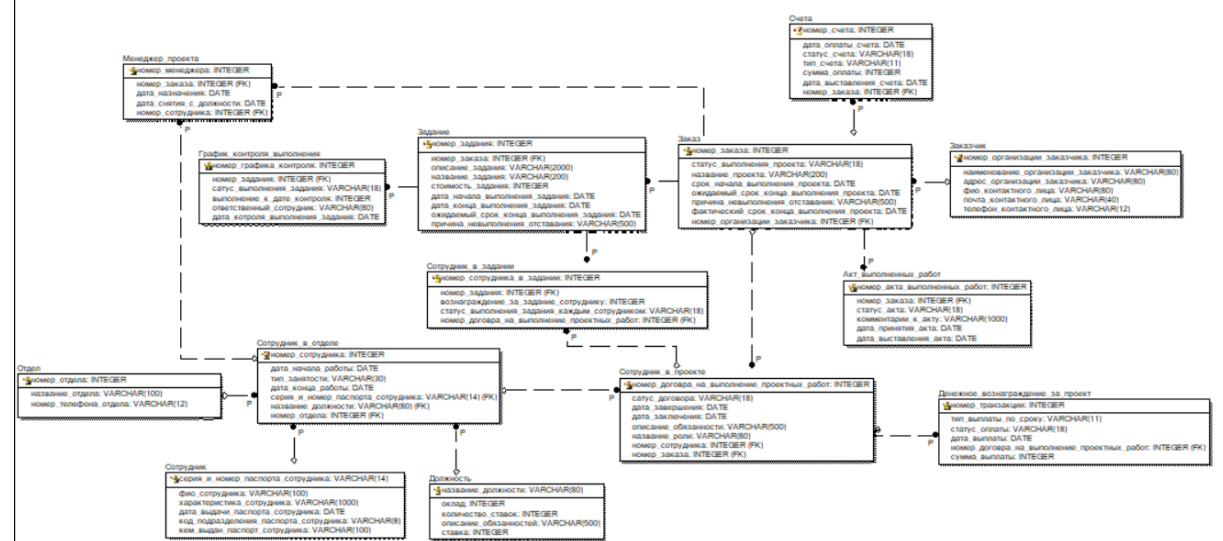 Счета
номер_счета: INTEGER
дата_оплаты_счета: DATE
статус_счета: VARCHAR(18)
тип_счета: VARCHAR(11)
сумма_оплаты: INTEGER
дата_выставления_счета: DATE
номер_заказа: INTEGER (FK)
P
Менеджер_проекта
номер_менеджера: INTEGER
номер_заказа: INTEGER (FK)
дата_назначения: DATE
дата_снятия_с_должности: DATE
номер_сотрудника: INTEGER (FK)
P
P
График_контроля_выполнения
номер_графика_контроля: INTEGER
номер_задания: INTEGER (FK)
сатус_выполнения_задания: VARCHAR(18)
выполнение_к_дате_контроля: INTEGER
ответственный_сотрудник: VARCHAR(80)
дата_котроля_выполнения_задания: DATE
P
Задание
номер_задания: INTEGER
номер_заказа: INTEGER (FK)
описание_задания: VARCHAR(2000)
название_задания: VARCHAR(200)
стоимость_задания: INTEGER
дата_начала_выполнения_задания: DATE
дата_конца_выполнения_задания: DATE
ожидаемый_срок_конца_выполнения_задания: DATE
причина_невыполнения_отставания: VARCHAR(500)
P
Заказ
номер_заказа: INTEGER
статус_выполнения_проекта: VARCHAR(18)
название_проекта: VARCHAR(200)
срок_начала_выполнения_проекта: DATE
ожидаемый_срок_конца_выполнения_проекта: DATE
причина_невыполнения_отставания: VARCHAR(500)
фактический_срок_конца_выполнения_проекта: DATE
номер_организации_заказчика: INTEGER (FK)
P
Заказчик
номер_организации_заказчика: INTEGER
наименование_организации_заказчика: VARCHAR(80)
адрес_организации_заказчика: VARCHAR(80)
фио_контактного_лица: VARCHAR(80)
почта_контактного_лица: VARCHAR(40)
телефон_контактного_лица: VARCHAR(12)
P
Сотрудник_в_задании
номер_сотрудника_в_задании: INTEGER
номер_задания: INTEGER (FK)
вознаграждение_за_задание_сотруднику: INTEGER
статус_выполнения_задания_каждым_сотрудником: VARCHAR(18)
номер_договра_на_выполнение_проектных_работ: INTEGER (FK)
P
P
Акт_выполненных_работ
номер_акта_выполненных_работ: INTEGER
номер_заказа: INTEGER (FK)
статус_акта: VARCHAR(18)
комментарии_к_акту: VARCHAR(1000)
дата_принятия_акта: DATE
дата_выставления_акта: DATE
Отдел
номер_отдела: INTEGER
название_отдела: VARCHAR(100)
номер_телефона_отдела: VARCHAR(12)
P
Сотрудник_в_отделе
номер_сотрудника: INTEGER
дата_начала_работы: DATE
тип_занятости: VARCHAR(30)
дата_конца_работы: DATE
серия_и_номер_паспорта_сотрудника: VARCHAR(14) (FK)
название_должности: VARCHAR(80) (FK)
номер_отдела: INTEGER (FK)
P
P
P
P
Сотрудник_в_проекте
номер_договра_на_выполнение_проектных_работ: INTEGER
сатус_договора: VARCHAR(18)
дата_завершения: DATE
дата_заключения: DATE
описание_обязанности: VARCHAR(500)
название_роли: VARCHAR(80)
номер_сотрудника: INTEGER (FK)
номер_заказа: INTEGER (FK)
P
Денежное_вознаграждение_за_проект
номер_транзакции: INTEGER
тип_выплаты_по_сроку: VARCHAR(11)
статус_оплаты: VARCHAR(18)
дата_выплаты: DATE
номер_договра_на_выполнение_проектных_работ: INTEGER (FK)
сумма_выплаты: INTEGER
Сотрудник
серия_и_номер_паспорта_сотрудника: VARCHAR(14)
фио_сотрудника: VARCHAR(100)
характеристика_сотрудника: VARCHAR(1000)
дата_выдачи_паспорта_сотрудника: DATE
код_подразделения_паспорта_сотрудника: VARCHAR(8)
кем_выдан_паспорт_сотрудника: VARCHAR(100)
Должность
название_должности: VARCHAR(80)
оклад: INTEGER
количество_ставок: INTEGER
описание_обязанностей: VARCHAR(500)
ставка: INTEGER